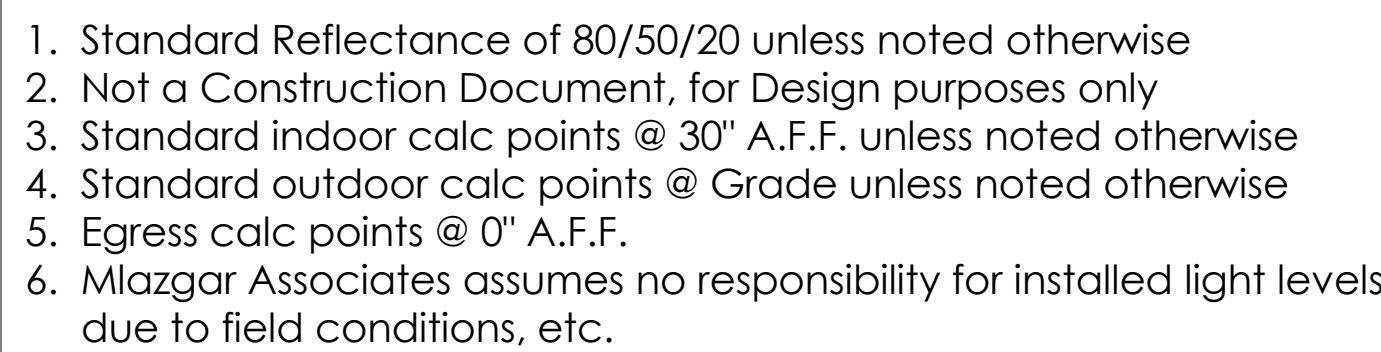 1. Standard Reflectance of 80/50/20 unless noted otherwise
2. Not a Construction Document, for Design purposes only
3. Standard indoor calc points @ 30" A.F.F. unless noted otherwise
4. Standard outdoor calc points @ Grade unless noted otherwise
5. Egress calc points @ 0" A.F.F.
6. Mlazgar Associates assumes no responsibility for installed light levels
due to field conditions, etc.